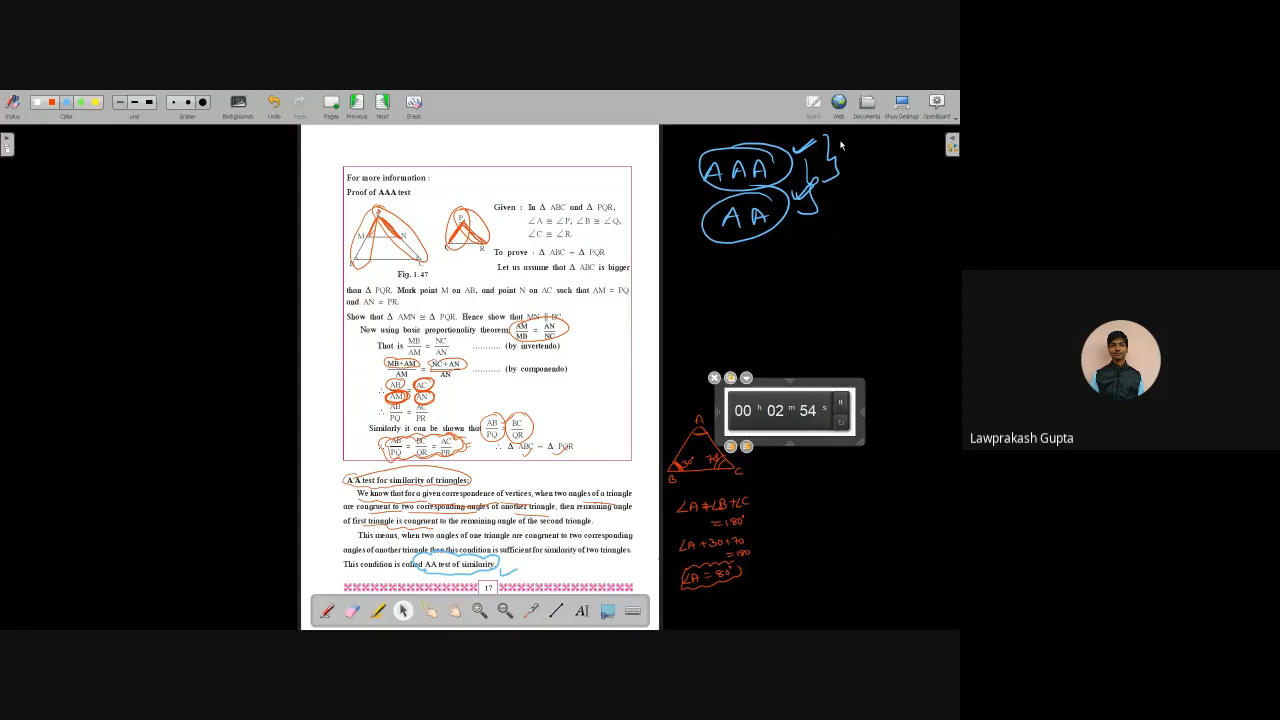 Stylus
Color
Line
Eraser
Backgrounds
Undo
Redo
Pages
Previous
Next
Erase
Board
Web
Documents
Show Desktop
OpenBoard
For more information :
Proof of AAA test
Given : In Δ ABC and Δ PQR,
∠A ≅ ∠P, ∠B ≅ ∠Q,
∠C ≅ ∠R.
To prove : Δ ABC ~ Δ PQR
Let us assume that Δ ABC is bigger
A
M N
B C
P
R
Fig. 1.47
than Δ PQR. Mark point M on AB, and point N on AC such that AM = PQ
and AN = PR.
Show that Δ AMN ≅ Δ PQR. Hence show that MN || BC.
Now using basic proportionality theorem, AM/MB = AN/NC
That is MB/AM = NC/AN ........... (by invertendo)
MB+AM/AM = NC+AN/AN ........... (by componendo)
∴ AB/AM = AC/AN
∴ AB/PQ = AC/PR
Similarly it can be shown that AB/PQ = BC/QR
∴ AB/PQ = BC/QR = AC/PR ∴ Δ ABC ~ Δ PQR
A A test for similarity of triangles:
We know that for a given correspondence of vertices, when two angles of a triangle
are congruent to two corresponding angles of another triangle, then remaining angle
of first triangle is congruent to the remaining angle of the second triangle.
This means, when two angles of one triangle are congruent to two corresponding
angles of another triangle then this condition is sufficient for similarity of two triangles.
This condition is called AA test of similarity.
17
AAA
AA
00 h 02 m 54 s
A
30° 70
B C
∠A+∠B+∠C
=180°
∠A+30+70
=180
∠A=80°
Lawprakash Gupta